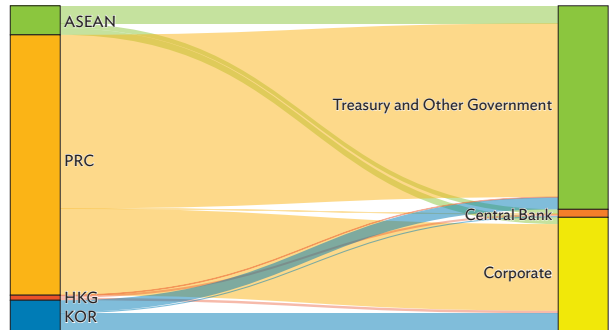 ASEAN
Treasury and Other Government
PRC
Central Bank
Corporate
HKG
KOR